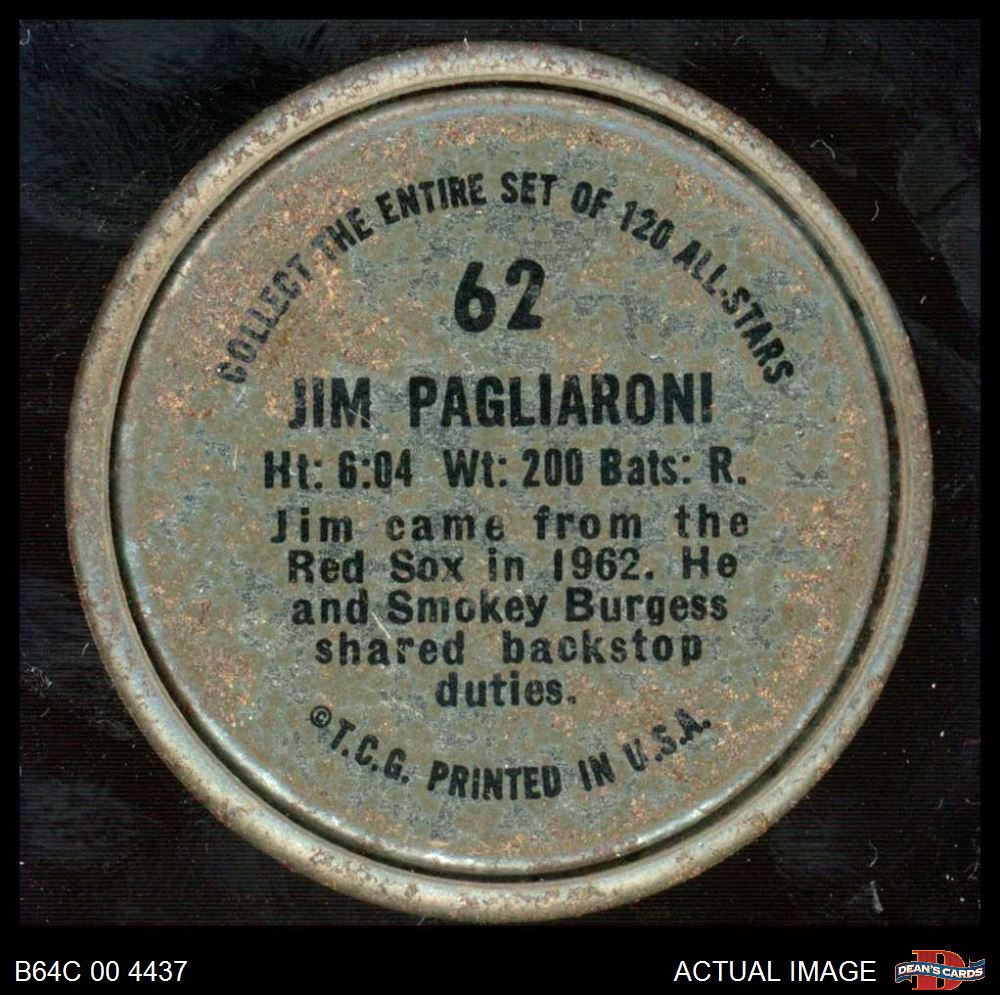 COLLECT THE ENTIRE SET OF 120 ALL-STARS
62
JIM PAGLIARONI
Ht: 6:04 Wt: 200 Bats: R.
Jim came from the
Red Sox in 1962. He
and Smokey Burgess
shared backstop
duties.
©T.C.G. PRINTED IN U.S.A.
B64C 00 4437
ACTUAL IMAGE
DEAN'S CARDS